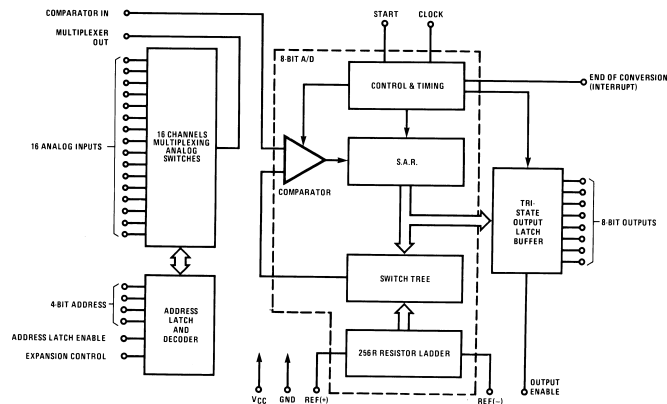 COMPARATOR IN
MULTIPLEXER
OUT
START
CLOCK
8-BIT A/D
CONTROL & TIMING
END OF CONVERSION
(INTERRUPT)
16 ANALOG INPUTS
16 CHANNELS
MULTIPLEXING
ANALOG
SWITCHES
S.A.R.
COMPARATOR
TRI-
STATE
OUTPUT
LATCH
BUFFER
8-BIT OUTPUTS
SWITCH TREE
4-BIT ADDRESS
ADDRESS
LATCH
AND
DECODER
ADDRESS LATCH ENABLE
EXPANSION CONTROL
256R RESISTOR LADDER
VCC
GND
REF(+)
REF(−)
OUTPUT
ENABLE